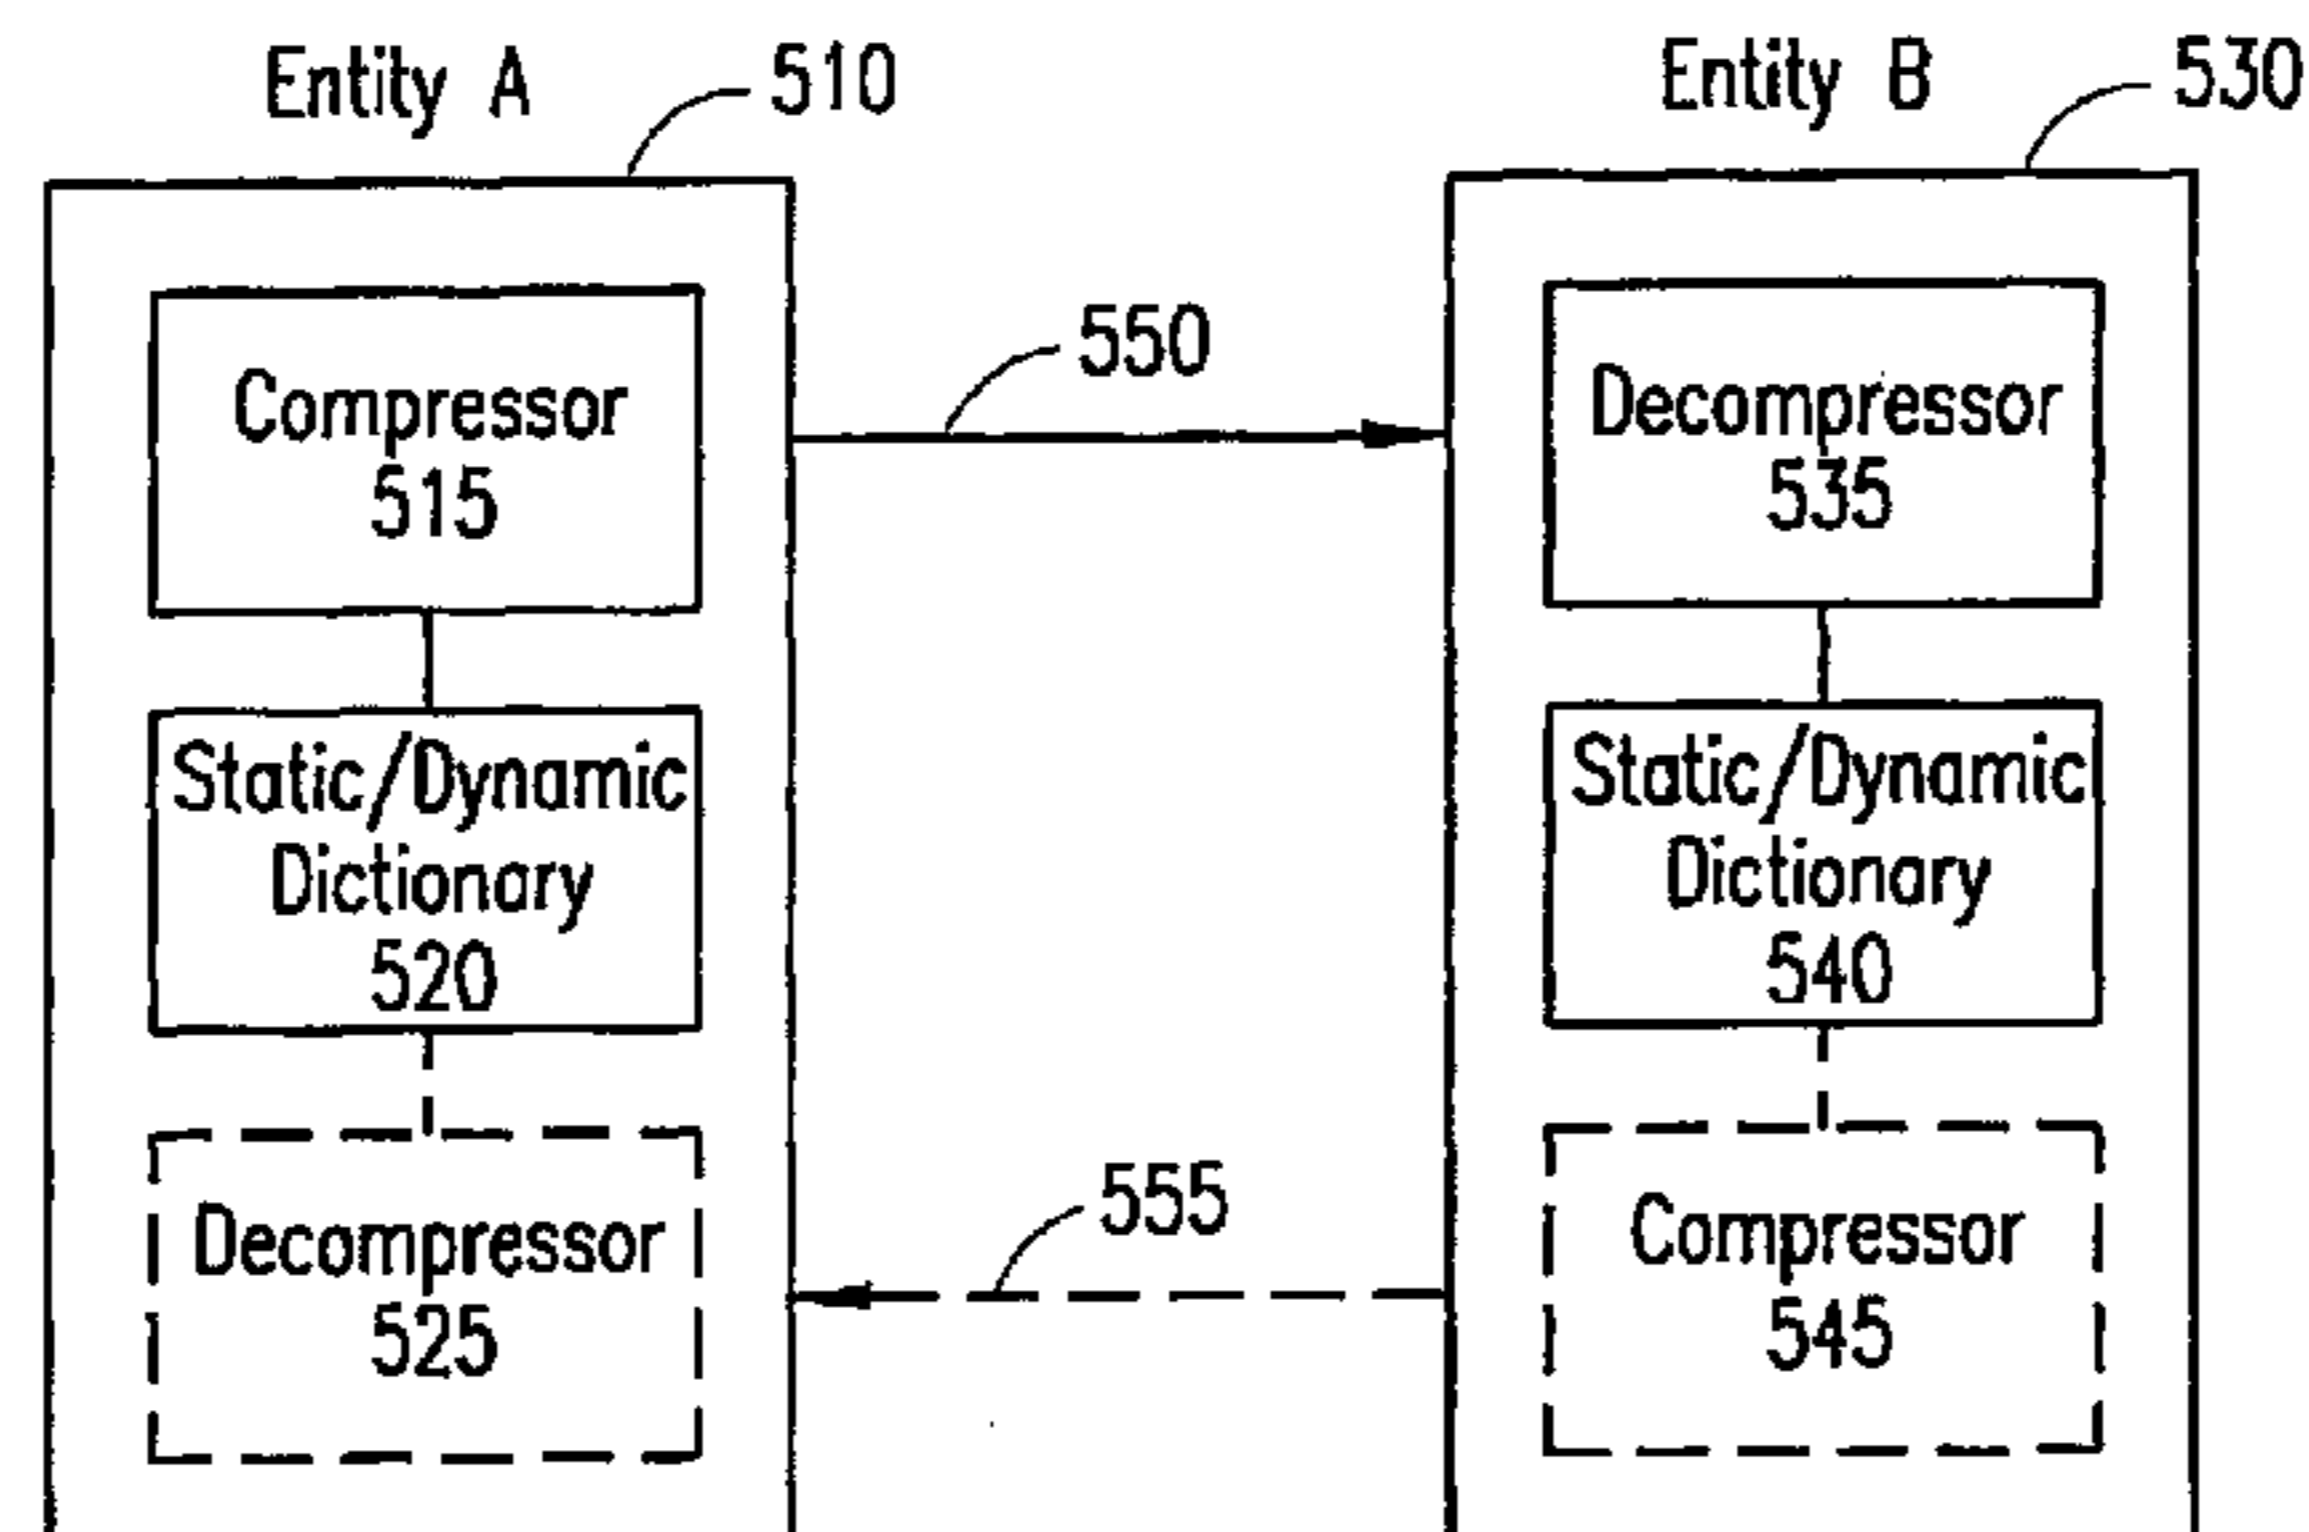 Entity A
510
Entity B
530
Compressor
515
550
Decompressor
535
Static/Dynamic
Dictionary
520
Static/Dynamic
Dictionary
540
Decompressor
525
555
Compressor
545